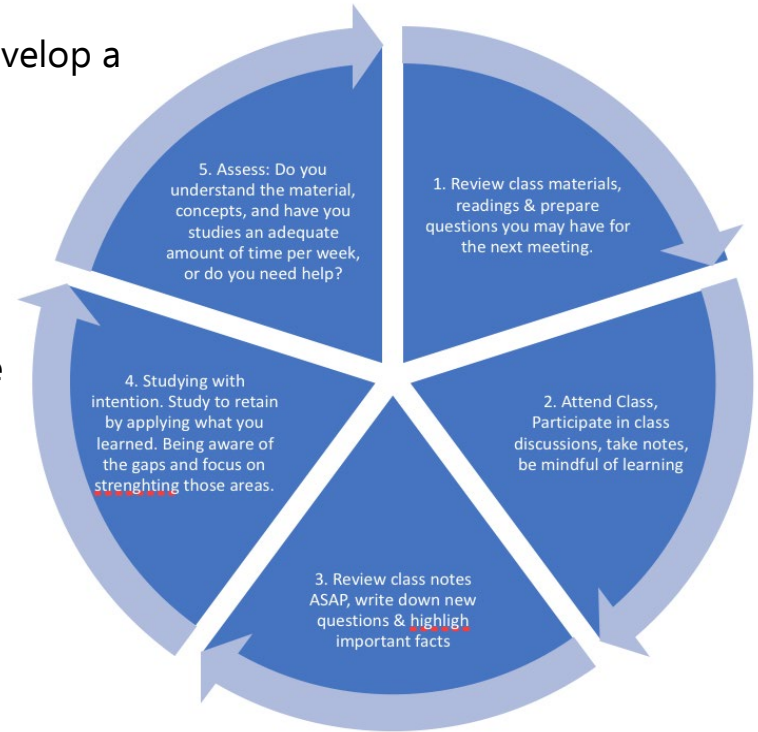 velop a
e
1. Review class materials,
readings & prepare
questions you may have for
the next meeting.
2. Attend Class,
Participate in class
discussions, take notes,
be mindful of learning
3. Review class notes
ASAP, write down new
questions & highligh
important facts
4. Studying with
intention. Study to retain
by applying what you
learned. Being aware of
the gaps and focus on
strenghting those areas.
5. Assess: Do you
understand the material,
concepts, and have you
studies an adequate
amount of time per week,
or do you need help?